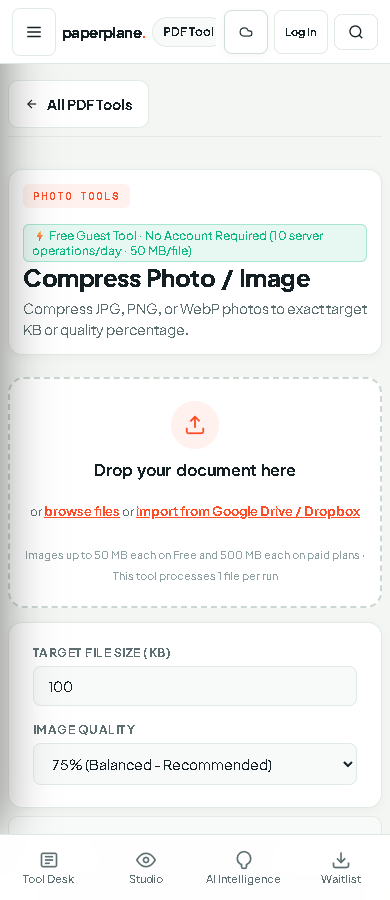 paperplane.
PDF Tool
Log In
All PDF Tools
PHOTO TOOLS
Free Guest Tool · No Account Required (10 server
operations/day · 50 MB/file)
Compress Photo / Image
Compress JPG, PNG, or WebP photos to exact target
KB or quality percentage.
Drop your document here
or browse files or import from Google Drive / Dropbox
Images up to 50 MB each on Free and 500 MB each on paid plans ·
This tool processes 1 file per run
TARGET FILE SIZE (KB)
100
IMAGE QUALITY
75% (Balanced - Recommended)
Tool Desk
Studio
AI Intelligence
Waitlist